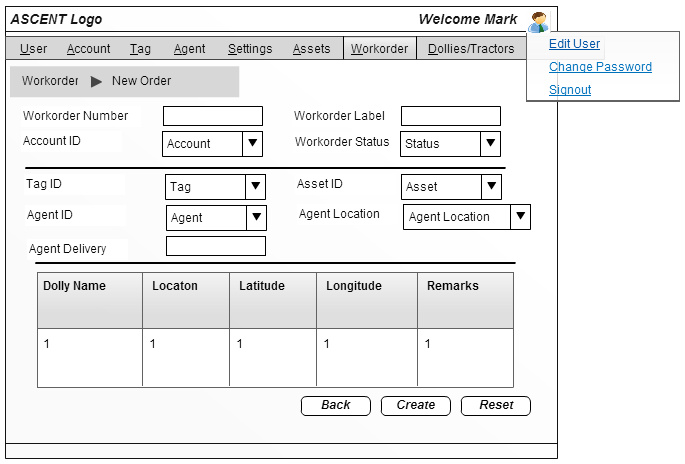 ASCENT Logo Welcome Mark
User Account Tag Agent Settings Assets Workorder Dollies/Tractors
Edit User
Change Password
Signout
Workorder New Order
Workorder Number Workorder Label
Account ID Account Workorder Status Status
Tag ID Tag Asset ID Asset
Agent ID Agent Agent Location Agent Location
Agent Delivery
Dolly Name Locaton Latitude Longitude Remarks
1 1 1 1 1
Back Create Reset